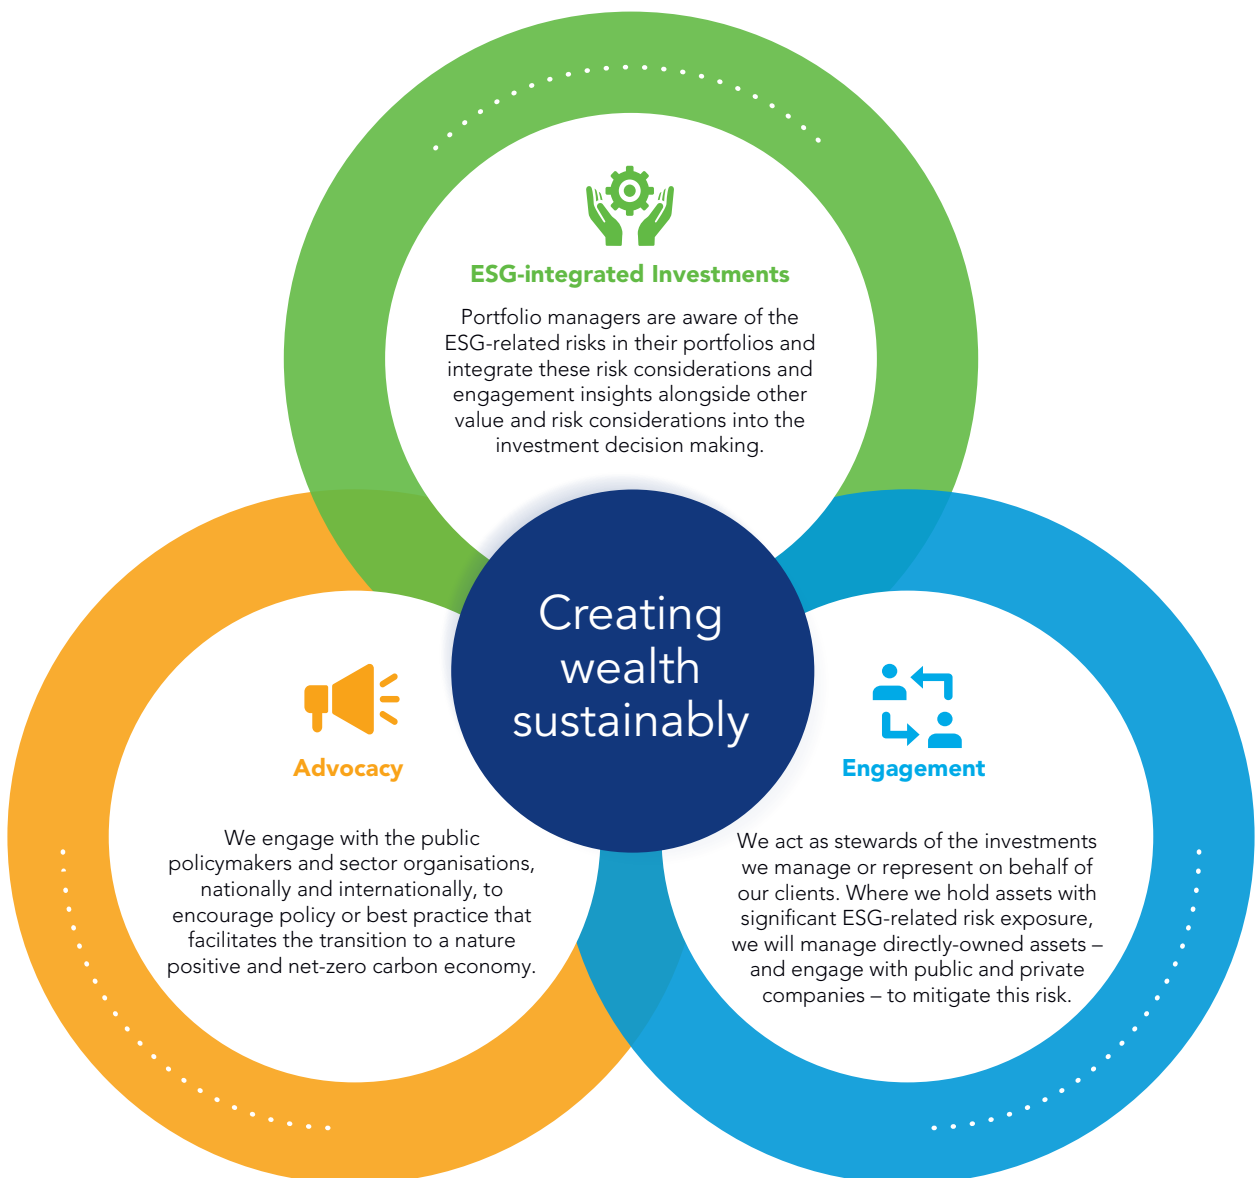 ESG-integrated Investments
Portfolio managers are aware of the
ESG-related risks in their portfolios and
integrate these risk considerations and
engagement insights alongside other
value and risk considerations into the
investment decision making.
Creating
wealth
sustainably
Advocacy
We engage with the public
policymakers and sector organisations,
nationally and internationally, to
encourage policy or best practice that
facilitates the transition to a nature
positive and net-zero carbon economy.
Engagement
We act as stewards of the investments
we manage or represent on behalf of
our clients. Where we hold assets with
significant ESG-related risk exposure,
we will manage directly-owned assets –
and engage with public and private
companies – to mitigate this risk.